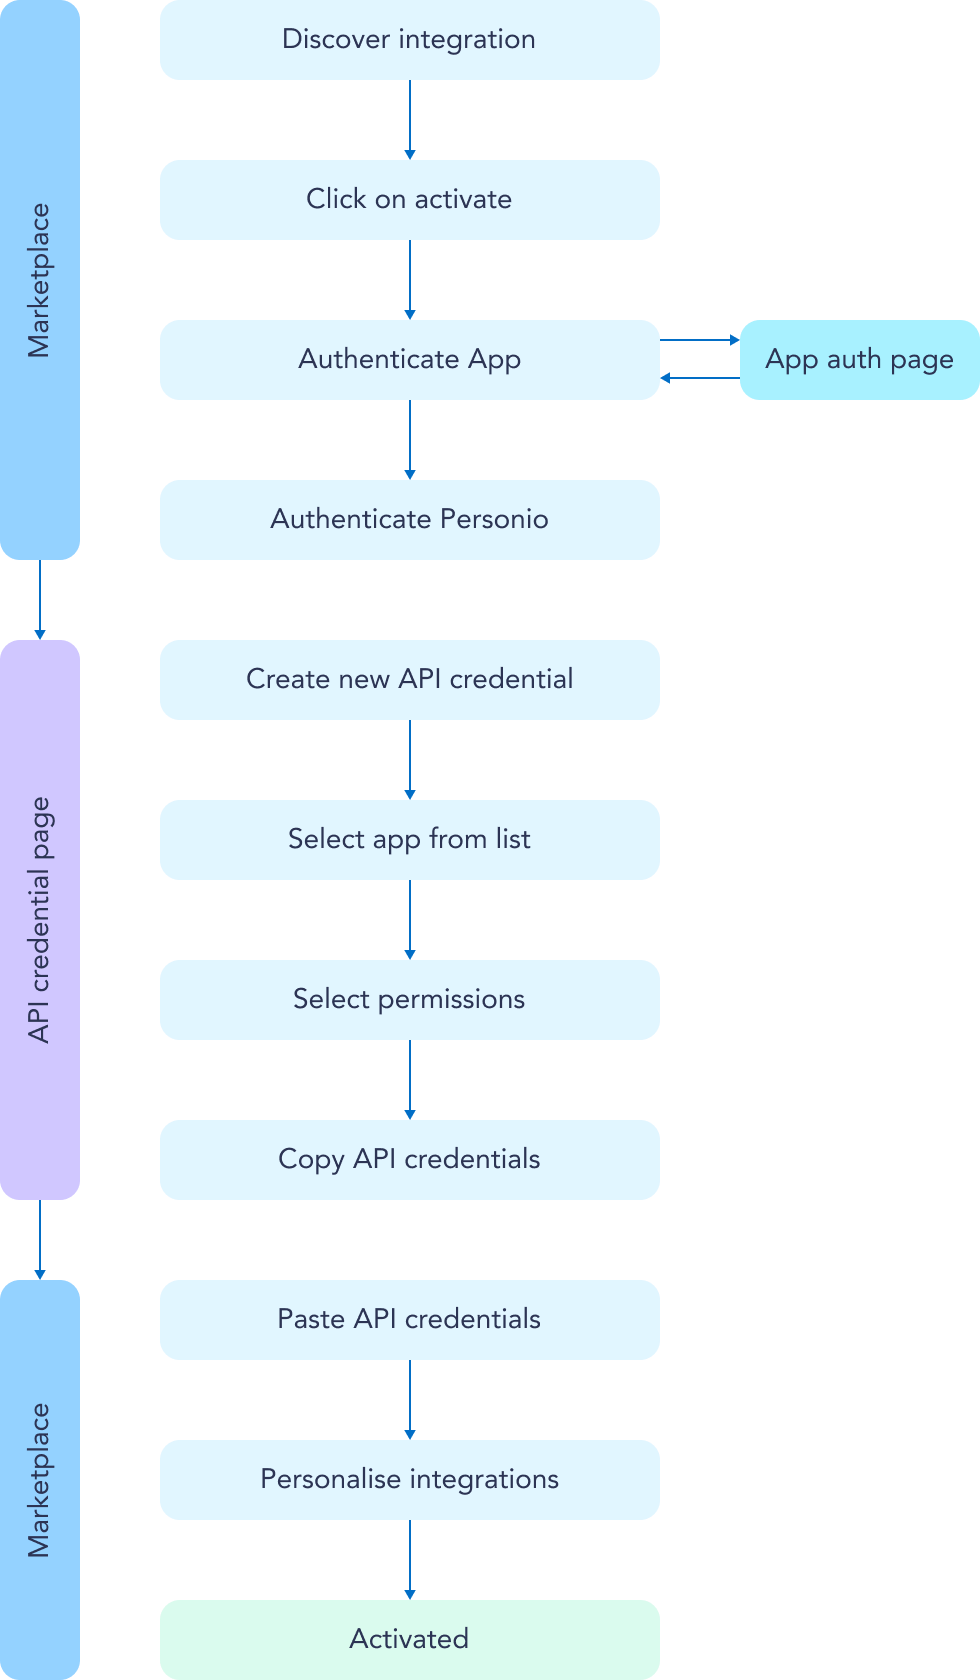 Marketplace
Discover integration
Click on activate
Authenticate App
App auth page
Authenticate Personio
API credential page
Create new API credential
Select app from list
Select permissions
Copy API credentials
Marketplace
Paste API credentials
Personalise integrations
Activated